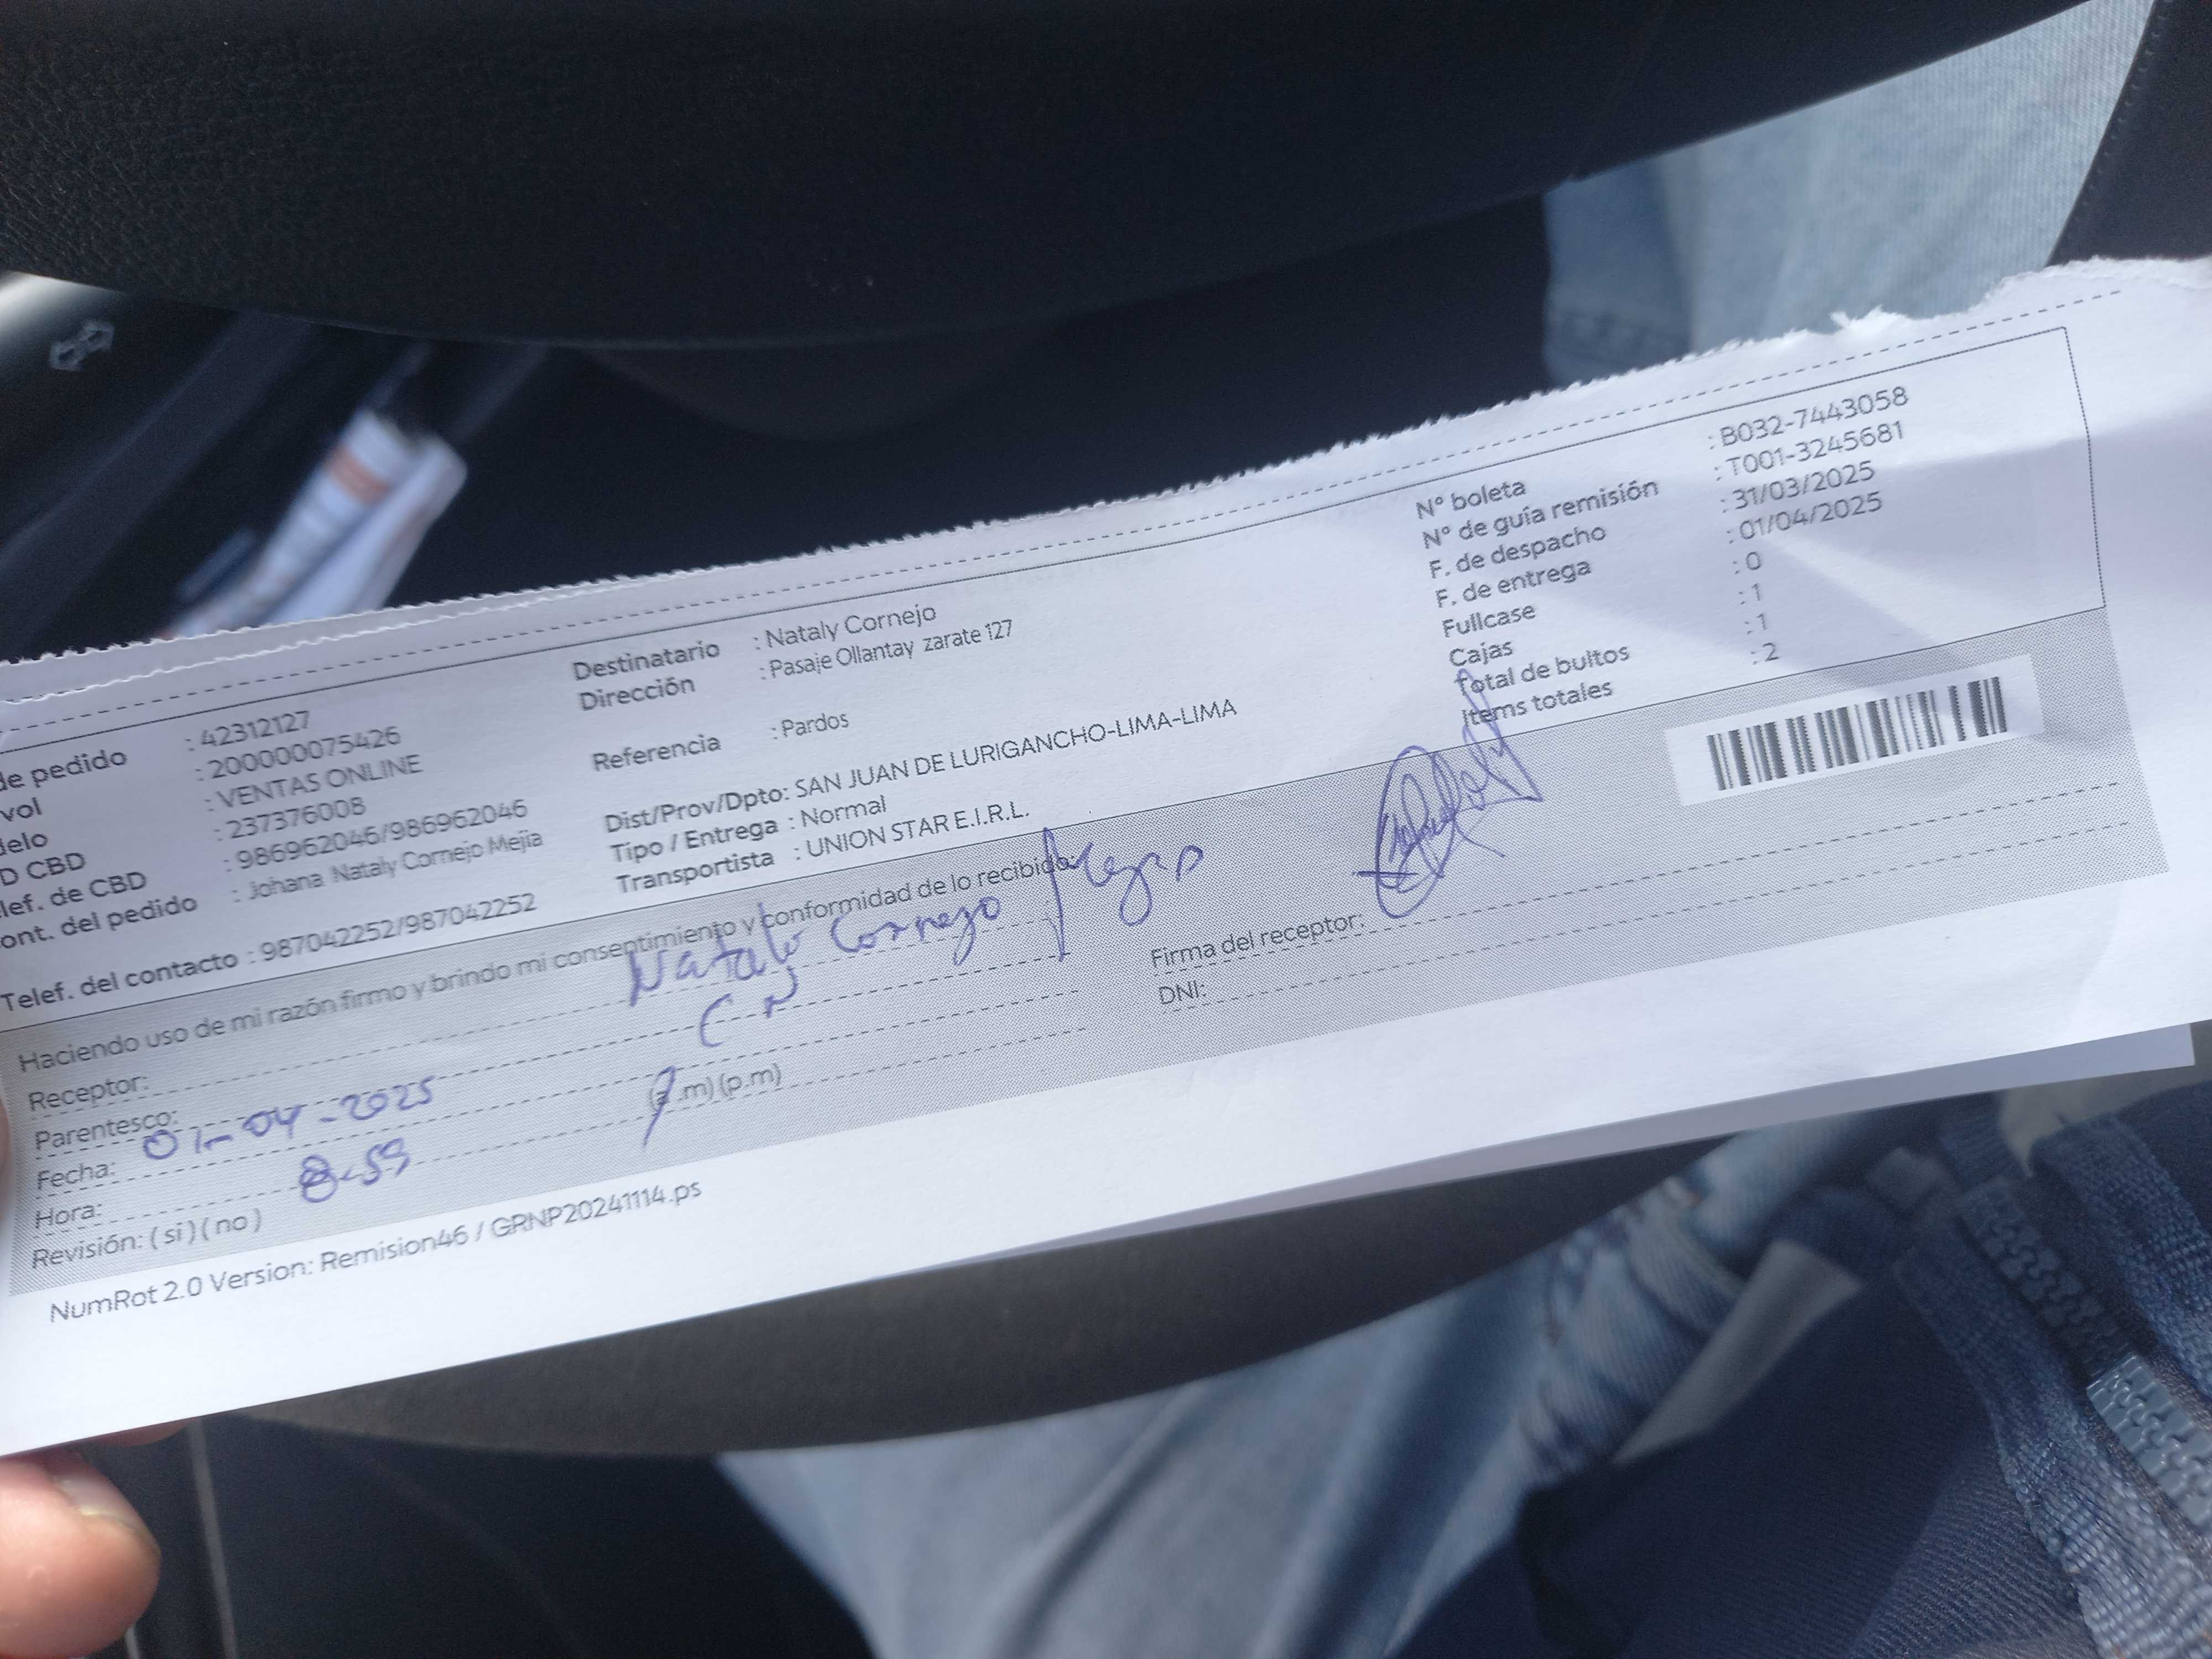 de pedido : 42312127
vol : 200000075426
delo : VENTAS ONLINE
D CBD : 237376008
lef. de CBD : 986962046/986962046
ont. del pedido : Johana Nataly Cornejo Mejía
Telef. del contacto : 987042252/987042252
Destinatario : Nataly Cornejo
Dirección : Pasaje Ollantay zarate 127
Referencia : Pardos
Dist/Prov/Dpto: SAN JUAN DE LURIGANCHO-LIMA-LIMA
Tipo / Entrega : Normal
Transportista : UNION STAR E.I.R.L.
N° boleta : B032-7443058
N° de guía remisión : T001-3245681
F. de despacho : 31/03/2025
F. de entrega : 01/04/2025
Fullcase : 0
Cajas : 1
Total de bultos : 1
Items totales : 2
Haciendo uso de mi razón firmo y brindo mi consentimiento y conformidad de lo recibido:
Receptor: Nataly Cornejo
Parentesco:
Fecha: 01-04-2025
Hora: 8-59 (a.m) (p.m)
Revisión: ( si ) ( no )
Firma del receptor:
DNI:
NumRot 2.0 Version: Remision46 / GRNP20241114.ps